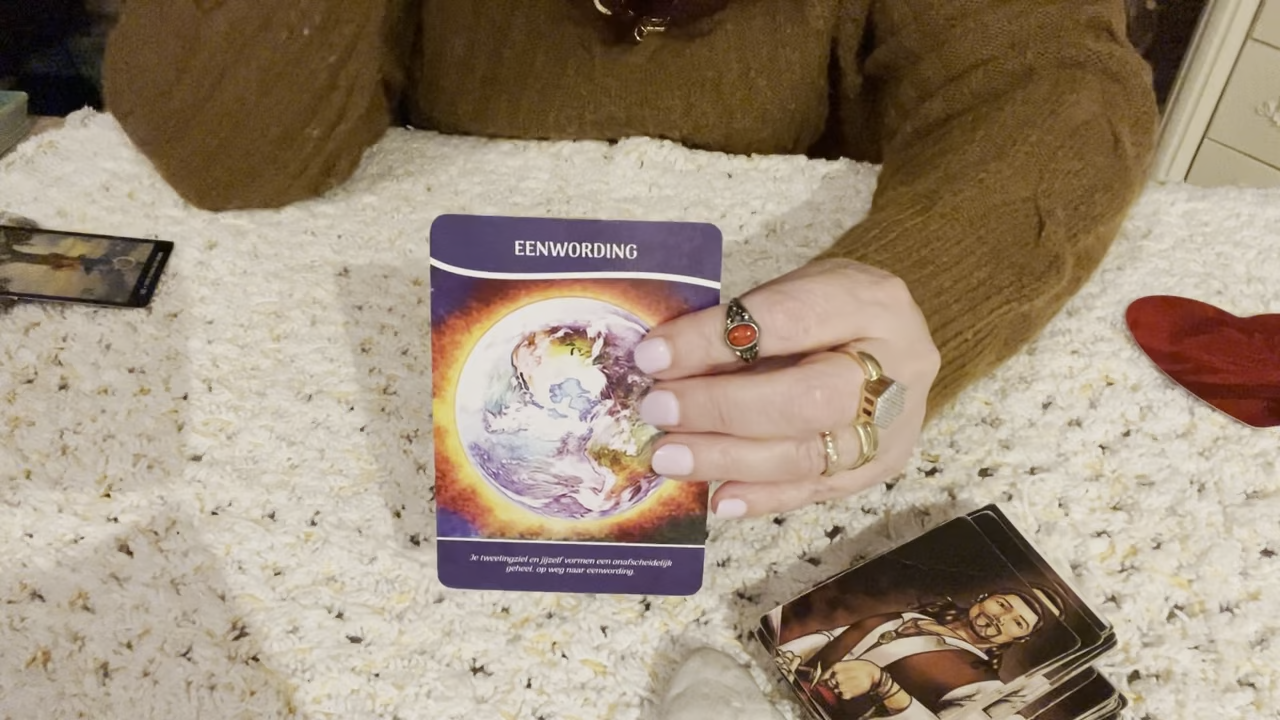 EENWORDING
Je tweelingziel en jijzelf vormen een onafscheidelijk
geheel, op weg naar eenwording.